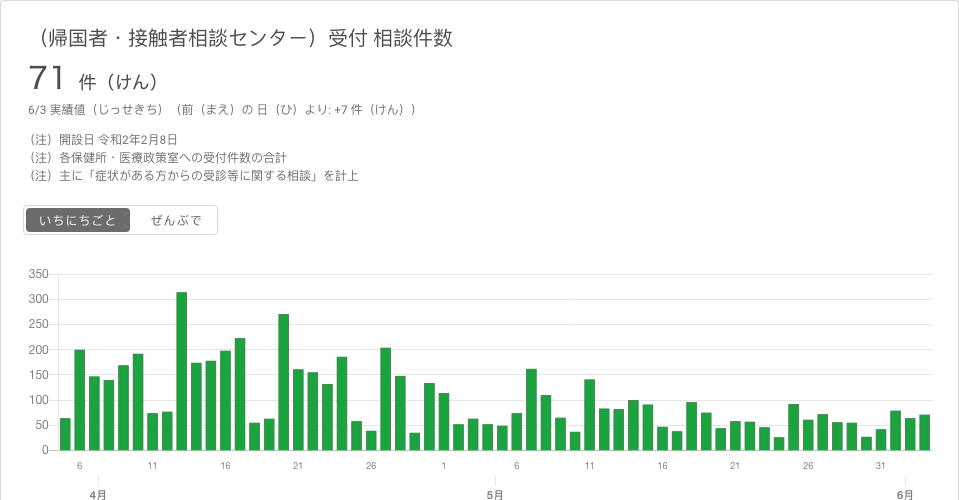 （帰国者・接触者相談センター）受付 相談件数
71 件（けん）
6/3 実績値（じっせきち）（前（まえ）の 日（ひ）より: +7 件（けん））
（注）開設日 令和2年2月8日
（注）各保健所・医療政策室への受付件数の合計
（注）主に「症状がある方からの受診等に関する相談」を計上
いちにちごと ぜんぶで
350
300
250
200
150
100
50
0
6 11 16 21 26 1 6 11 16 21 26 31
4月 5月 6月